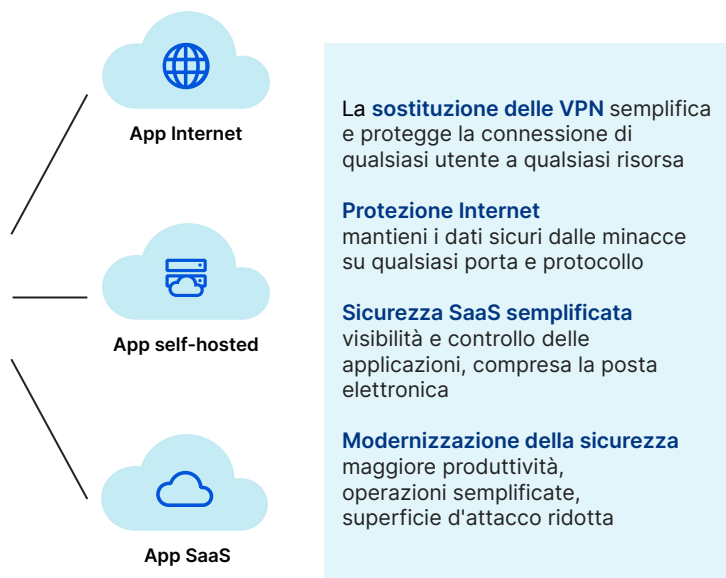 App Internet
App self-hosted
App SaaS
La sostituzione delle VPN semplifica
e protegge la connessione di
qualsiasi utente a qualsiasi risorsa
Protezione Internet
mantieni i dati sicuri dalle minacce
su qualsiasi porta e protocollo
Sicurezza SaaS semplificata
visibilità e controllo delle
applicazioni, compresa la posta
elettronica
Modernizzazione della sicurezza
maggiore produttività,
operazioni semplificate,
superficie d'attacco ridotta